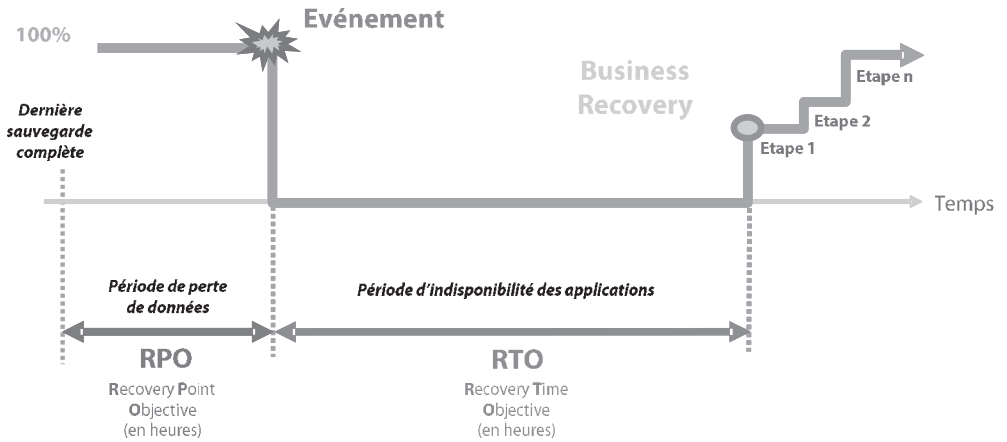 Evénement
100%
Business
Recovery
Etape n
Etape 2
Etape 1
Dernière
sauvegarde
complète
Temps
Période de perte
de données
Période d'indisponibilité des applications
RPO
Recovery Point
Objective
(en heures)
RTO
Recovery Time
Objective
(en heures)